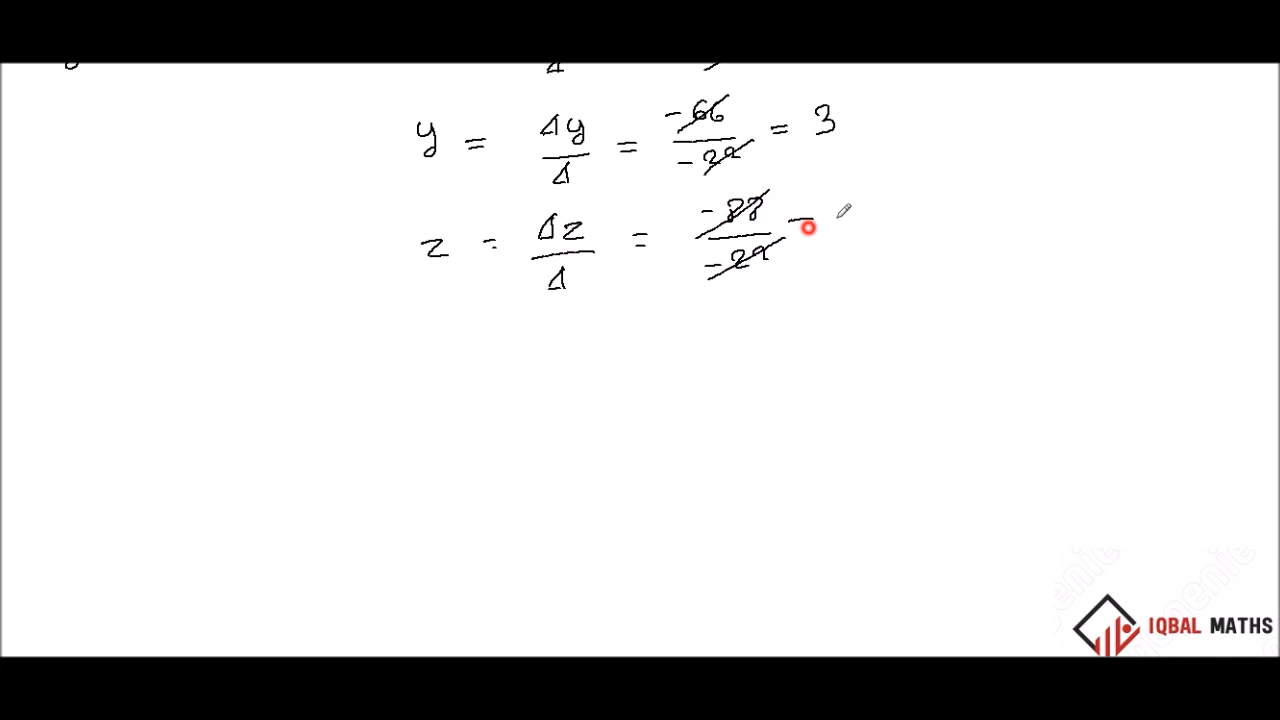 y = Δy/Δ = -66/-22 = 3
z = Δz/Δ = -88/-22 =
IQBAL MATHS